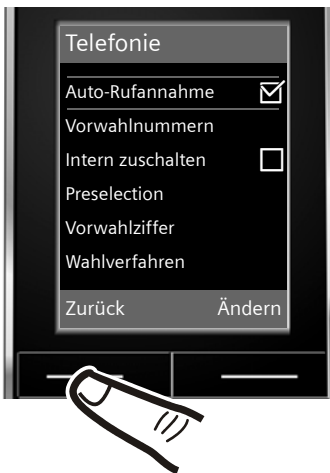 Telefonie
Auto-Rufannahme
Vorwahlnummern
Intern zuschalten
Preselection
Vorwahlziffer
Wahlverfahren
Zurück Ändern